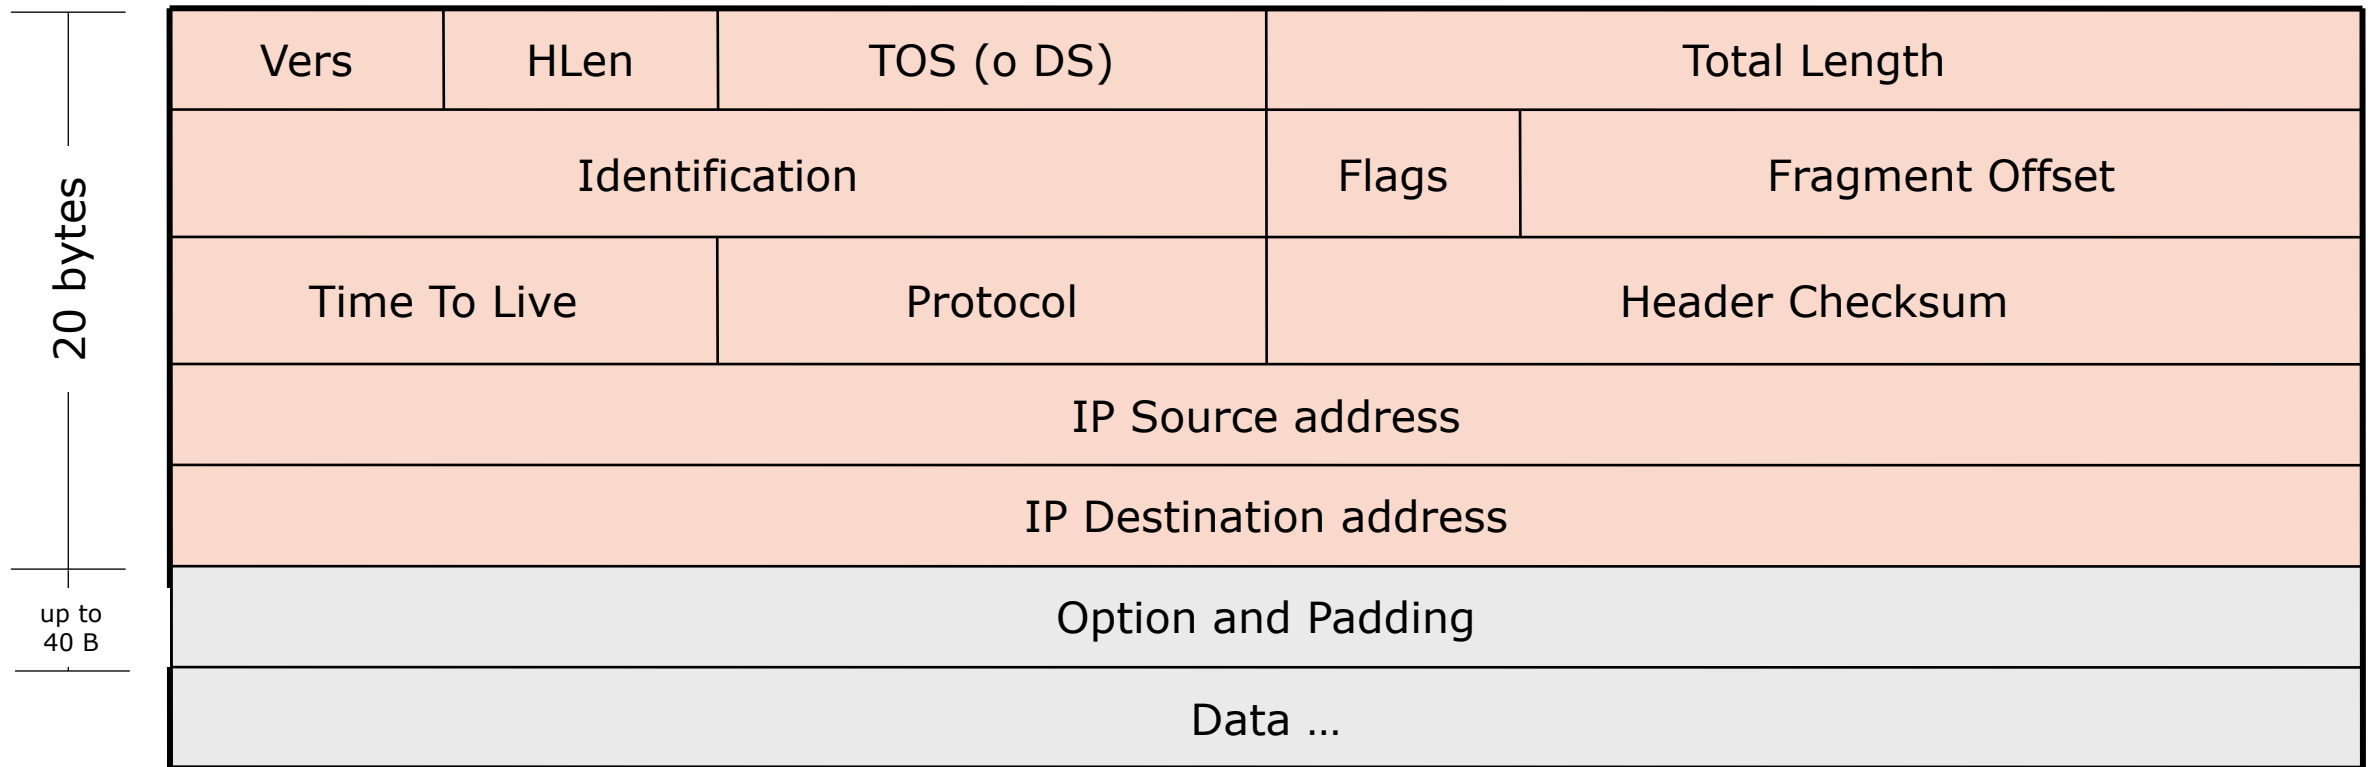 Vers HLen TOS (o DS) Total Length
Identification Flags Fragment Offset
20 bytes
Time To Live Protocol Header Checksum
IP Source address
IP Destination address
up to
40 B
Option and Padding
Data ...